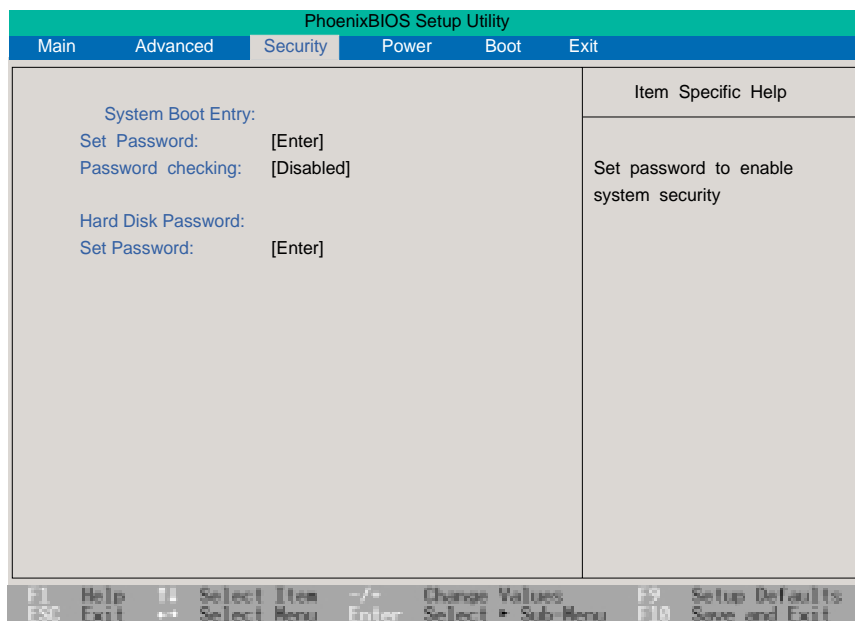 PhoenixBIOS Setup Utility
Main Advanced Security Power Boot Exit
Item Specific Help
System Boot Entry:
Set Password: [Enter]
Password checking: [Disabled]
Set password to enable
system security
Hard Disk Password:
Set Password: [Enter]
F1 Help ↑↓ Select Item -/+ Change Values F9 Setup Defaults
ESC Exit ←→ Select Menu Enter Select ▸ Sub-Menu F10 Save and Exit